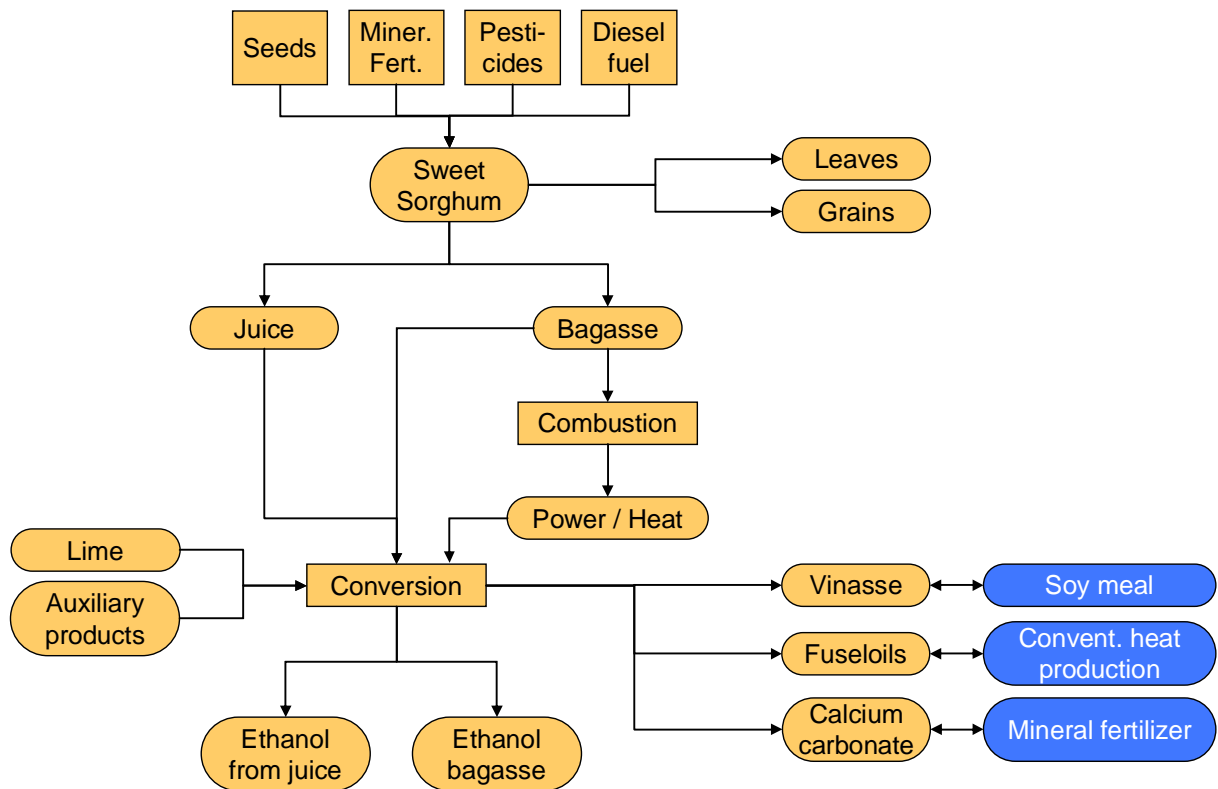 Seeds
Miner.
Fert.
Pesti-
cides
Diesel
fuel
Sweet
Sorghum
Leaves
Grains
Juice
Bagasse
Combustion
Power / Heat
Lime
Auxiliary
products
Conversion
Vinasse
Soy meal
Fuseloils
Convent. heat
production
Calcium
carbonate
Mineral fertilizer
Ethanol
from juice
Ethanol
bagasse